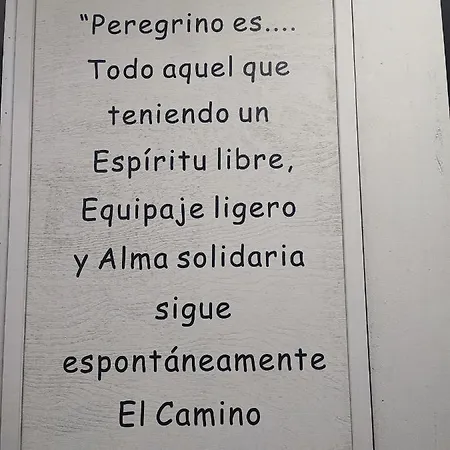 “Peregrino es....
Todo aquel que
teniendo un
Espíritu libre,
Equipaje ligero
y Alma solidaria
sigue
espontáneamente
El Camino